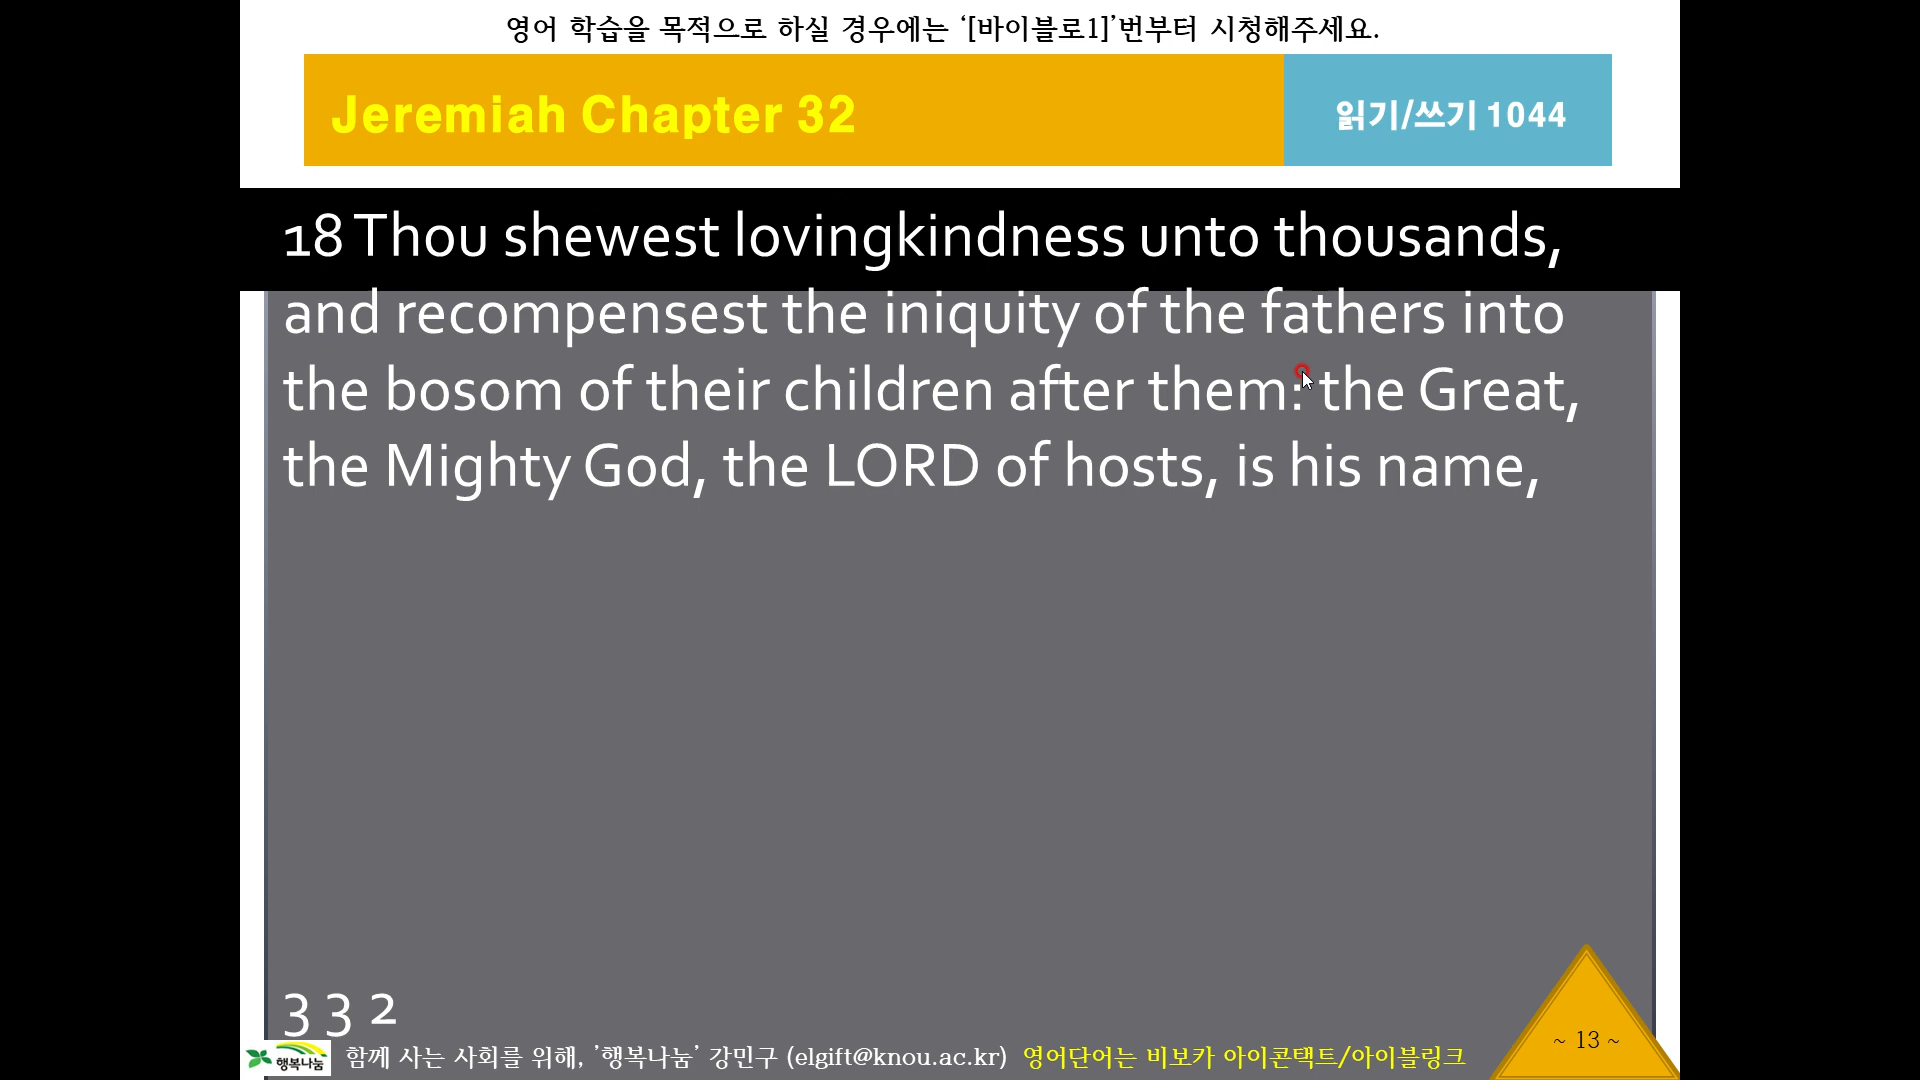 영어 학습을 목적으로 하실 경우에는 ‘[바이블로1]’번부터 시청해주세요.
Jeremiah Chapter 32
읽기/쓰기 1044
18 Thou shewest lovingkindness unto thousands,
and recompensest the iniquity of the fathers into
the bosom of their children after them: the Great,
the Mighty God, the LORD of hosts, is his name,
3 3 2
~ 13 ~
행복나눔 함께 사는 사회를 위해, ’행복나눔’ 강민구 (elgift@knou.ac.kr) 영어단어는 비보카 아이콘택트/아이블링크